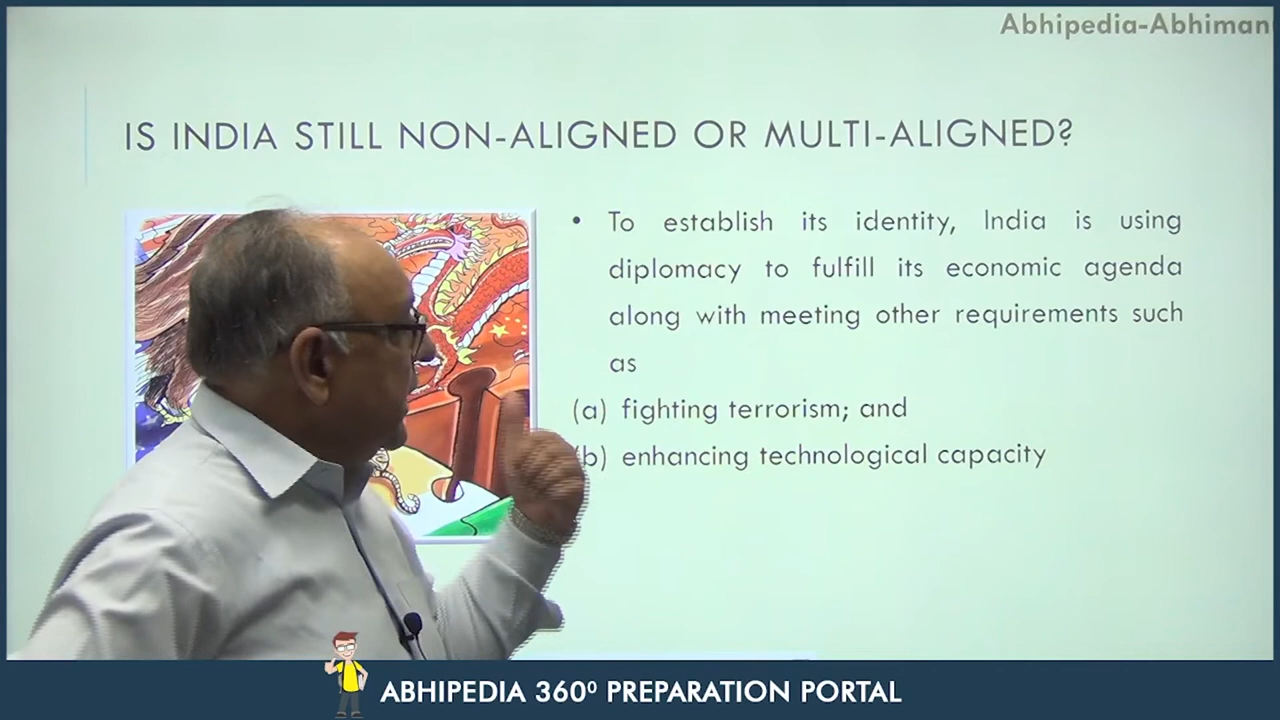 Abhipedia-Abhiman
IS INDIA STILL NON-ALIGNED OR MULTI-ALIGNED?
• To establish its identity, India is using
diplomacy to fulfill its economic agenda
along with meeting other requirements such
as
(a) fighting terrorism; and
(b) enhancing technological capacity
ABHIPEDIA 360⁰ PREPARATION PORTAL